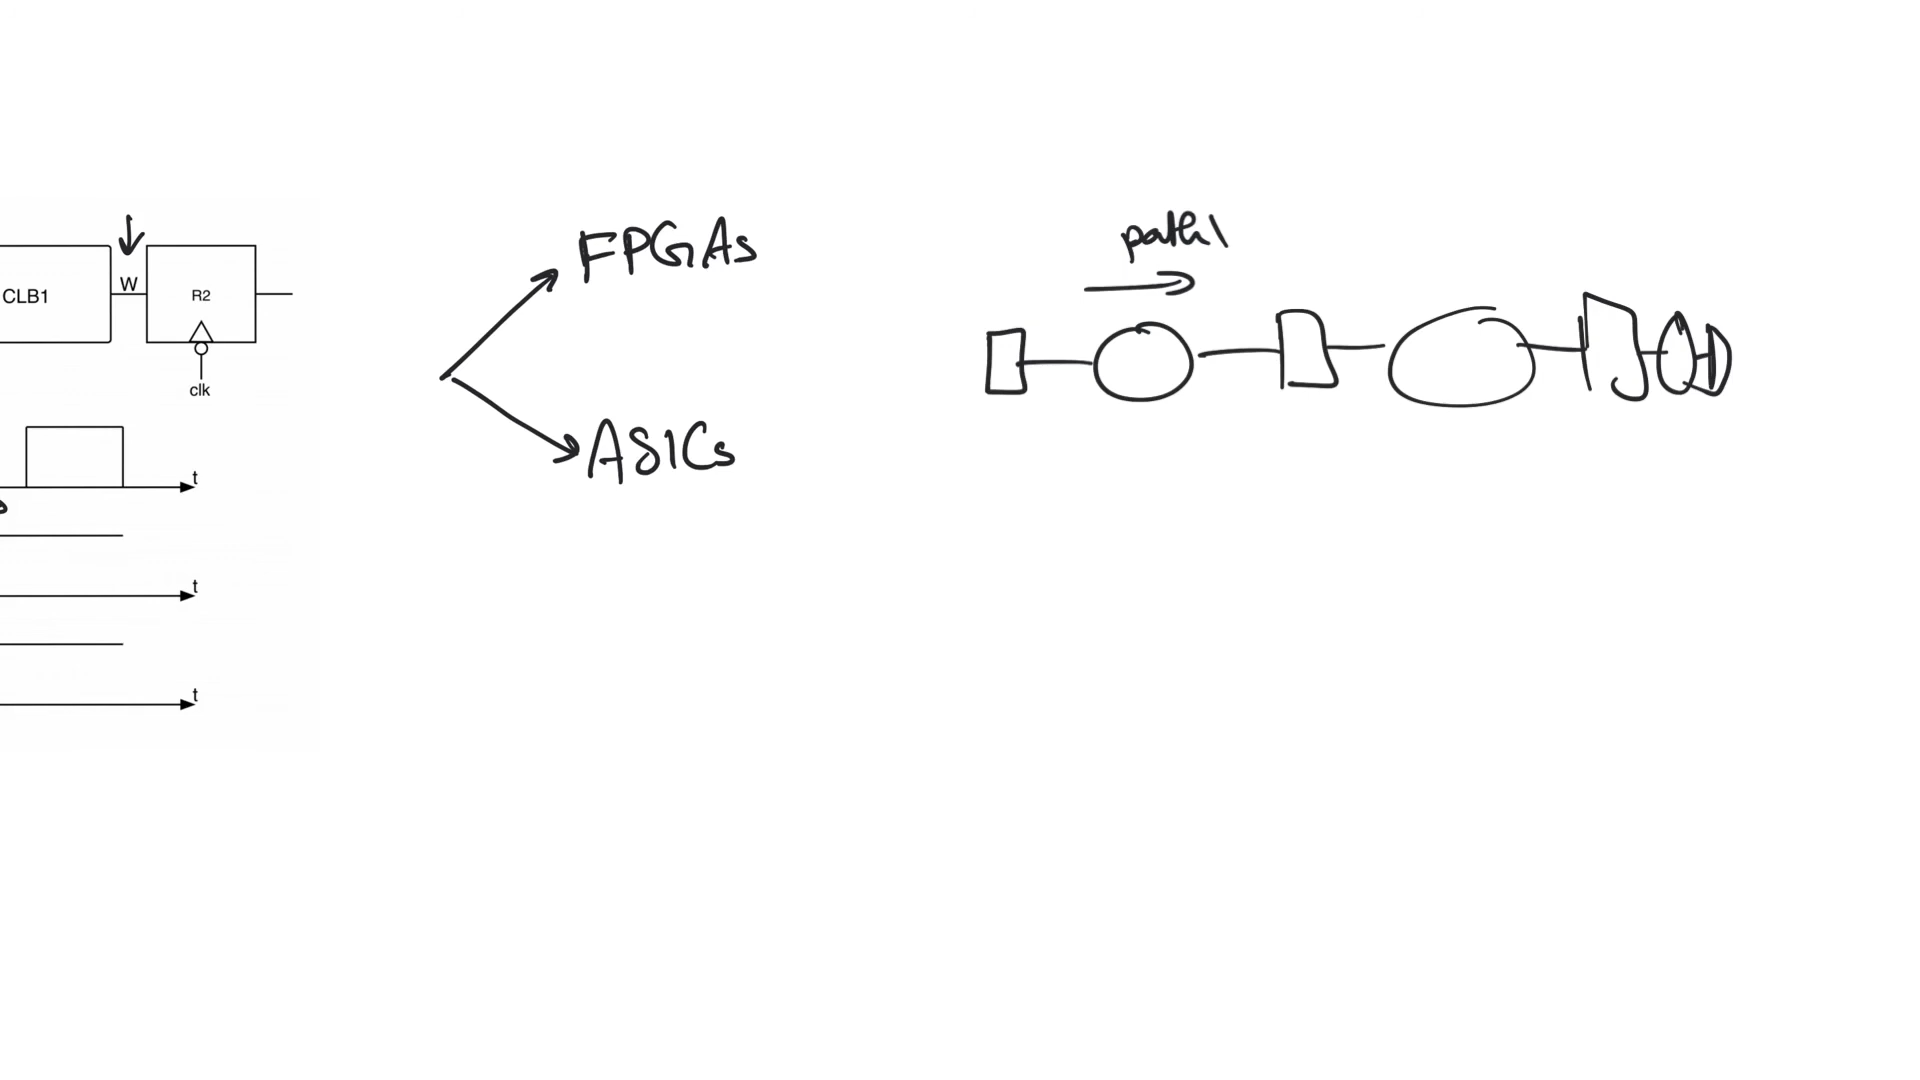 CLB1
W
R2
clk
t
t
t
FPGAs
ASICs
path1